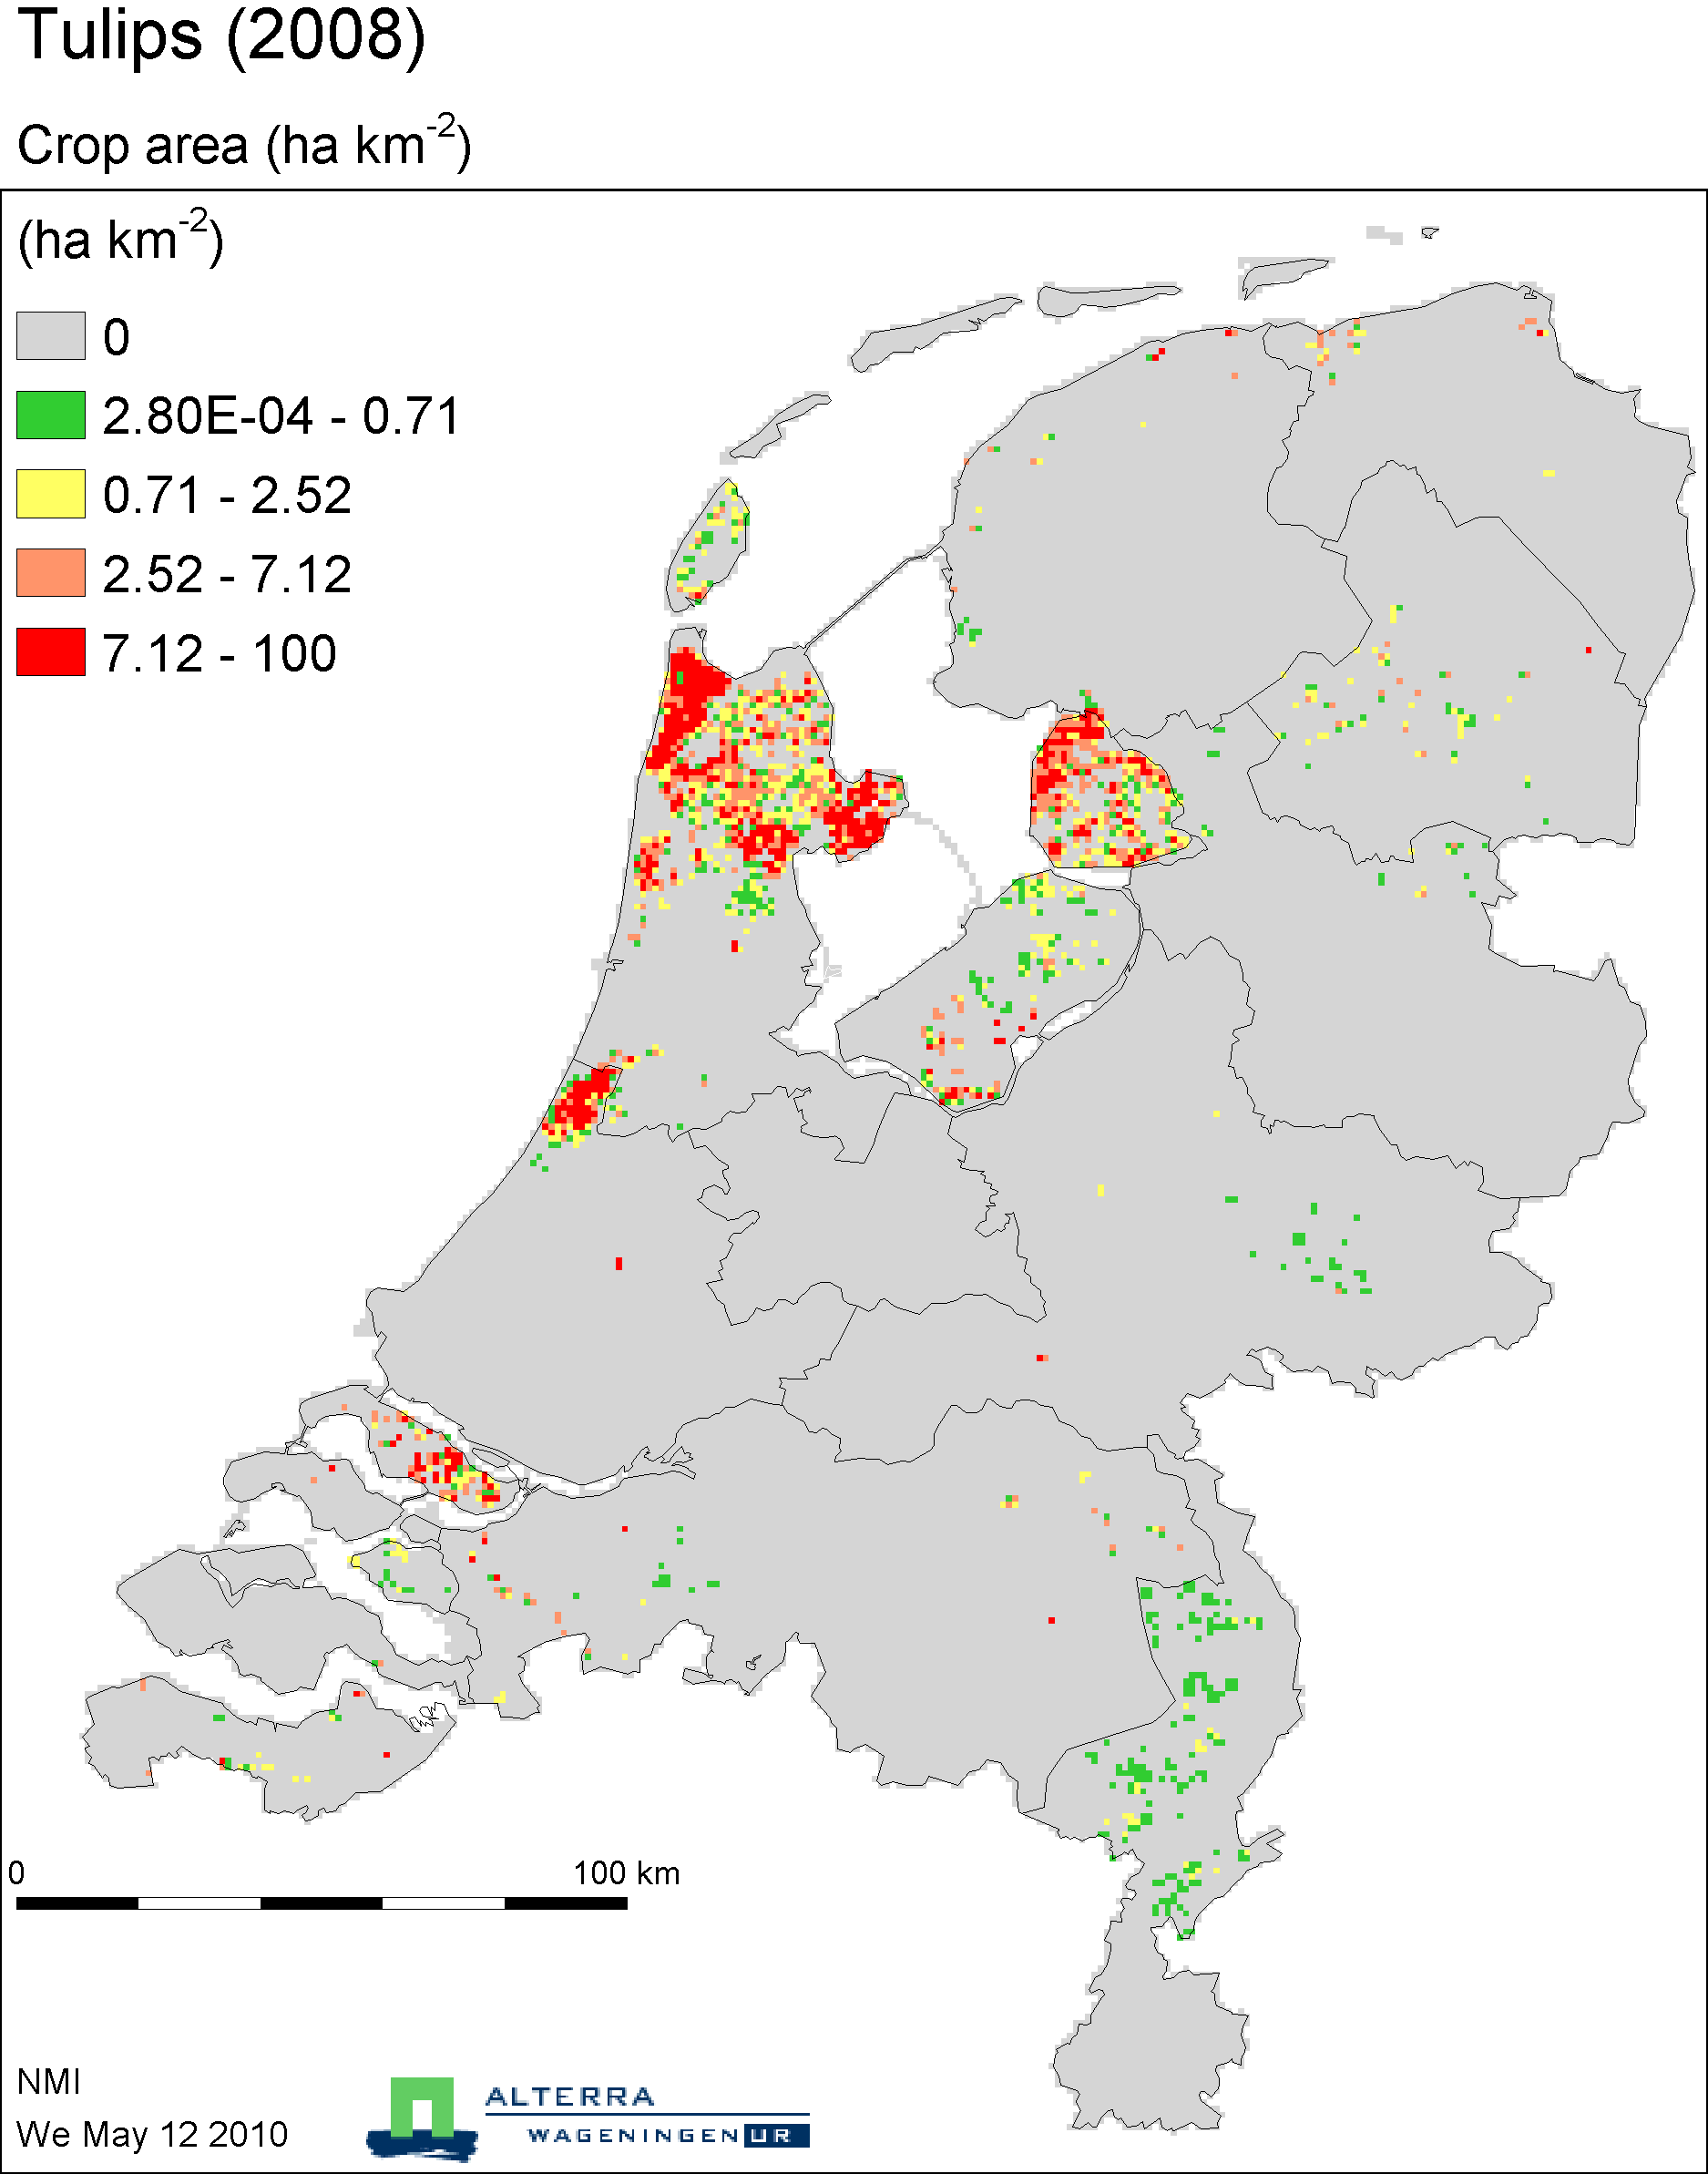 Tulips (2008)
Crop area (ha km-2)
(ha km-2)
0
2.80E-04 - 0.71
0.71 - 2.52
2.52 - 7.12
7.12 - 100
0 100 km
NMI
We May 12 2010
ALTERRA
WAGENINGEN UR